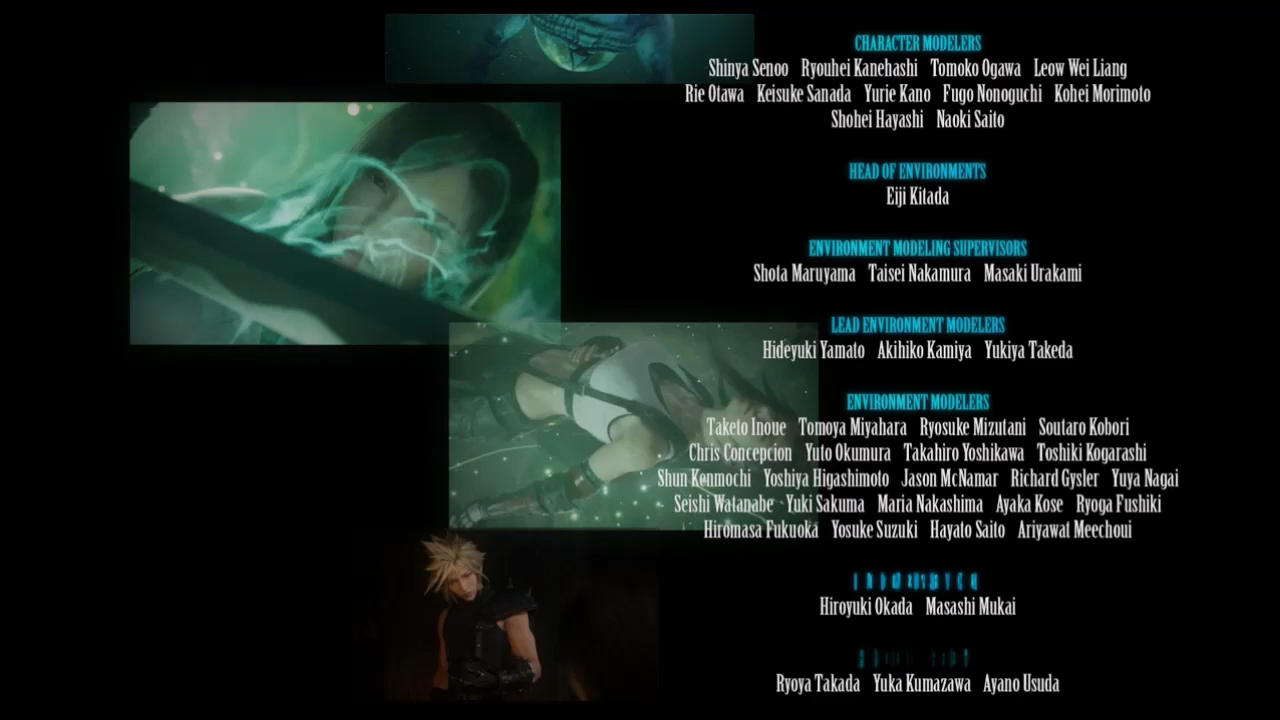 CHARACTER MODELERS
Shinya Senoo Ryouhei Kanehashi Tomoko Ogawa Leow Wei Liang
Rie Otawa Keisuke Sanada Yurie Kano Fugo Nonoguchi Kohei Morimoto
Shohei Hayashi Naoki Saito
HEAD OF ENVIRONMENTS
Eiji Kitada
ENVIRONMENT MODELING SUPERVISORS
Shota Maruyama Taisei Nakamura Masaki Urakami
LEAD ENVIRONMENT MODELERS
Hideyuki Yamato Akihiko Kamiya Yukiya Takeda
ENVIRONMENT MODELERS
Taketo Inoue Tomoya Miyahara Ryosuke Mizutani Soutaro Kobori
Chris Concepcion Yuto Okumura Takahiro Yoshikawa Toshiki Kogarashi
Shun Kenmochi Yoshiya Higashimoto Jason McNamar Richard Gysler Yuya Nagai
Seishi Watanabe Yuki Sakuma Maria Nakashima Ayaka Kose Ryoga Fushiki
Hiromasa Fukuoka Yosuke Suzuki Hayato Saito Ariyawat Meechoui
Hiroyuki Okada Masashi Mukai
Ryoya Takada Yuka Kumazawa Ayano Usuda